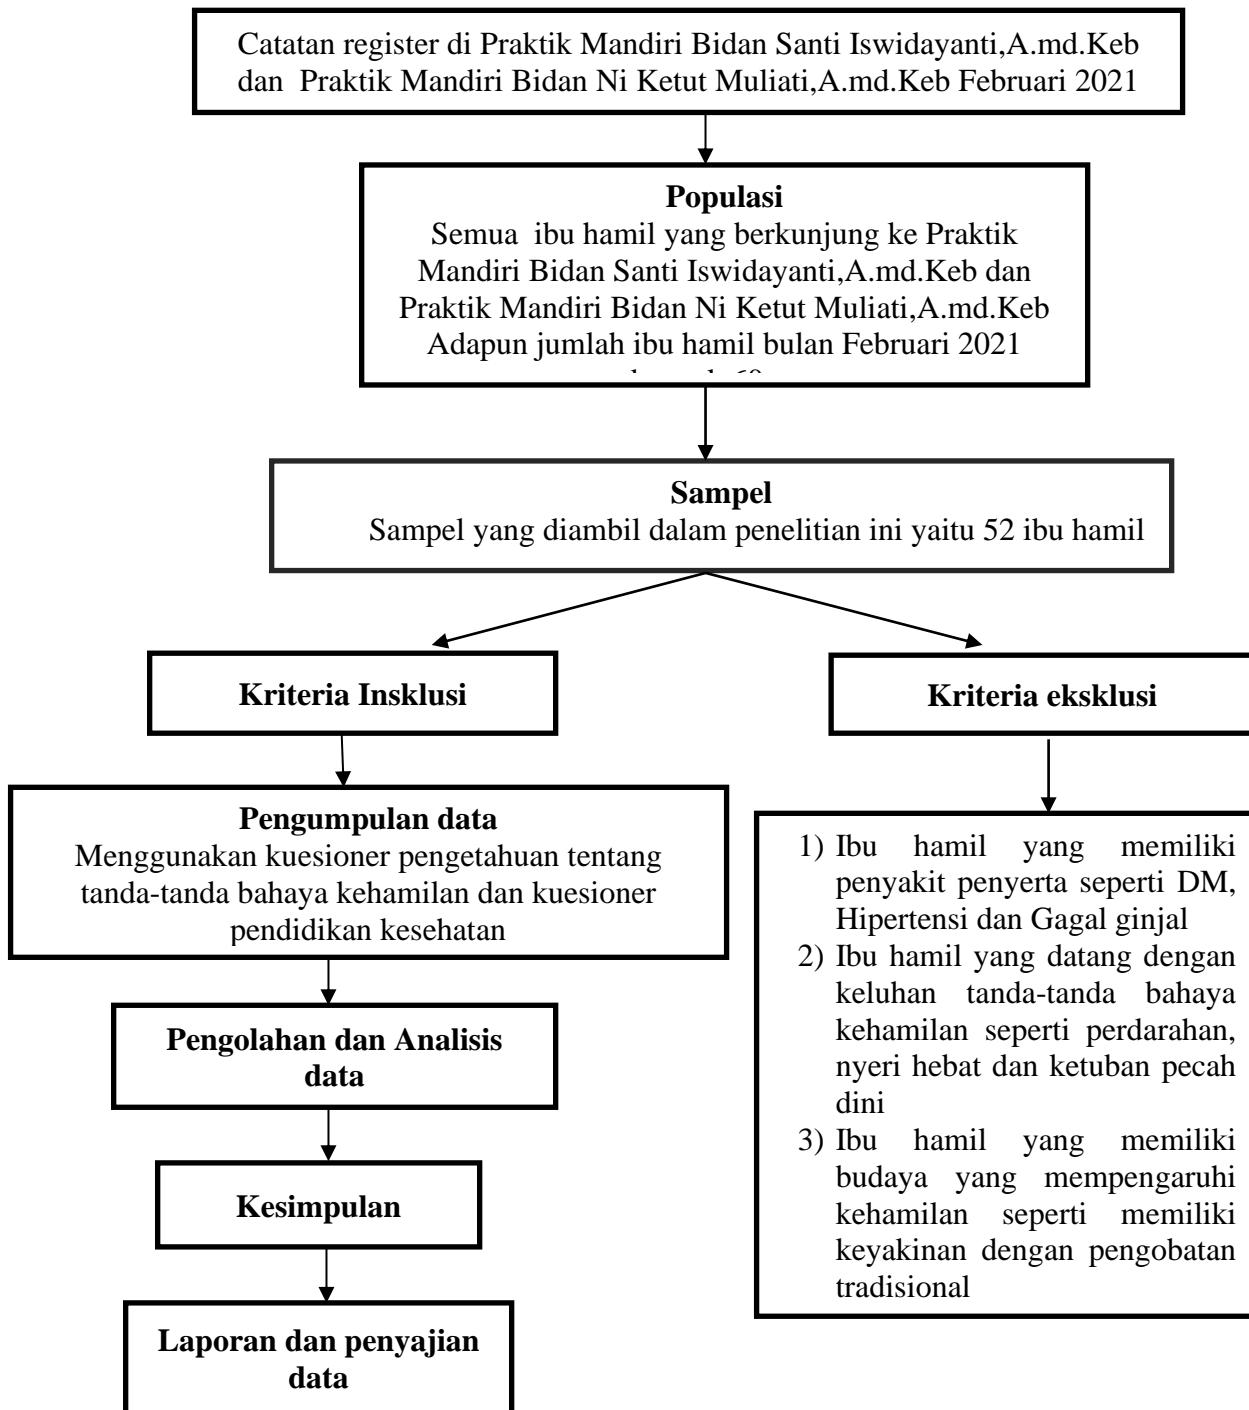 Catatan register di Praktik Mandiri Bidan Santi Iswidayanti,A.md.Keb
dan Praktik Mandiri Bidan Ni Ketut Muliati,A.md.Keb Februari 2021
Populasi
Semua ibu hamil yang berkunjung ke Praktik
Mandiri Bidan Santi Iswidayanti,A.md.Keb dan
Praktik Mandiri Bidan Ni Ketut Muliati,A.md.Keb
Adapun jumlah ibu hamil bulan Februari 2021
Sampel
Sampel yang diambil dalam penelitian ini yaitu 52 ibu hamil
Kriteria Insklusi
Kriteria eksklusi
Pengumpulan data
Menggunakan kuesioner pengetahuan tentang
tanda-tanda bahaya kehamilan dan kuesioner
pendidikan kesehatan
Pengolahan dan Analisis
data
Kesimpulan
Laporan dan penyajian
data
1) Ibu hamil yang memiliki
penyakit penyerta seperti DM,
Hipertensi dan Gagal ginjal
2) Ibu hamil yang datang dengan
keluhan tanda-tanda bahaya
kehamilan seperti perdarahan,
nyeri hebat dan ketuban pecah
dini
3) Ibu hamil yang memiliki
budaya yang mempengaruhi
kehamilan seperti memiliki
keyakinan dengan pengobatan
tradisional